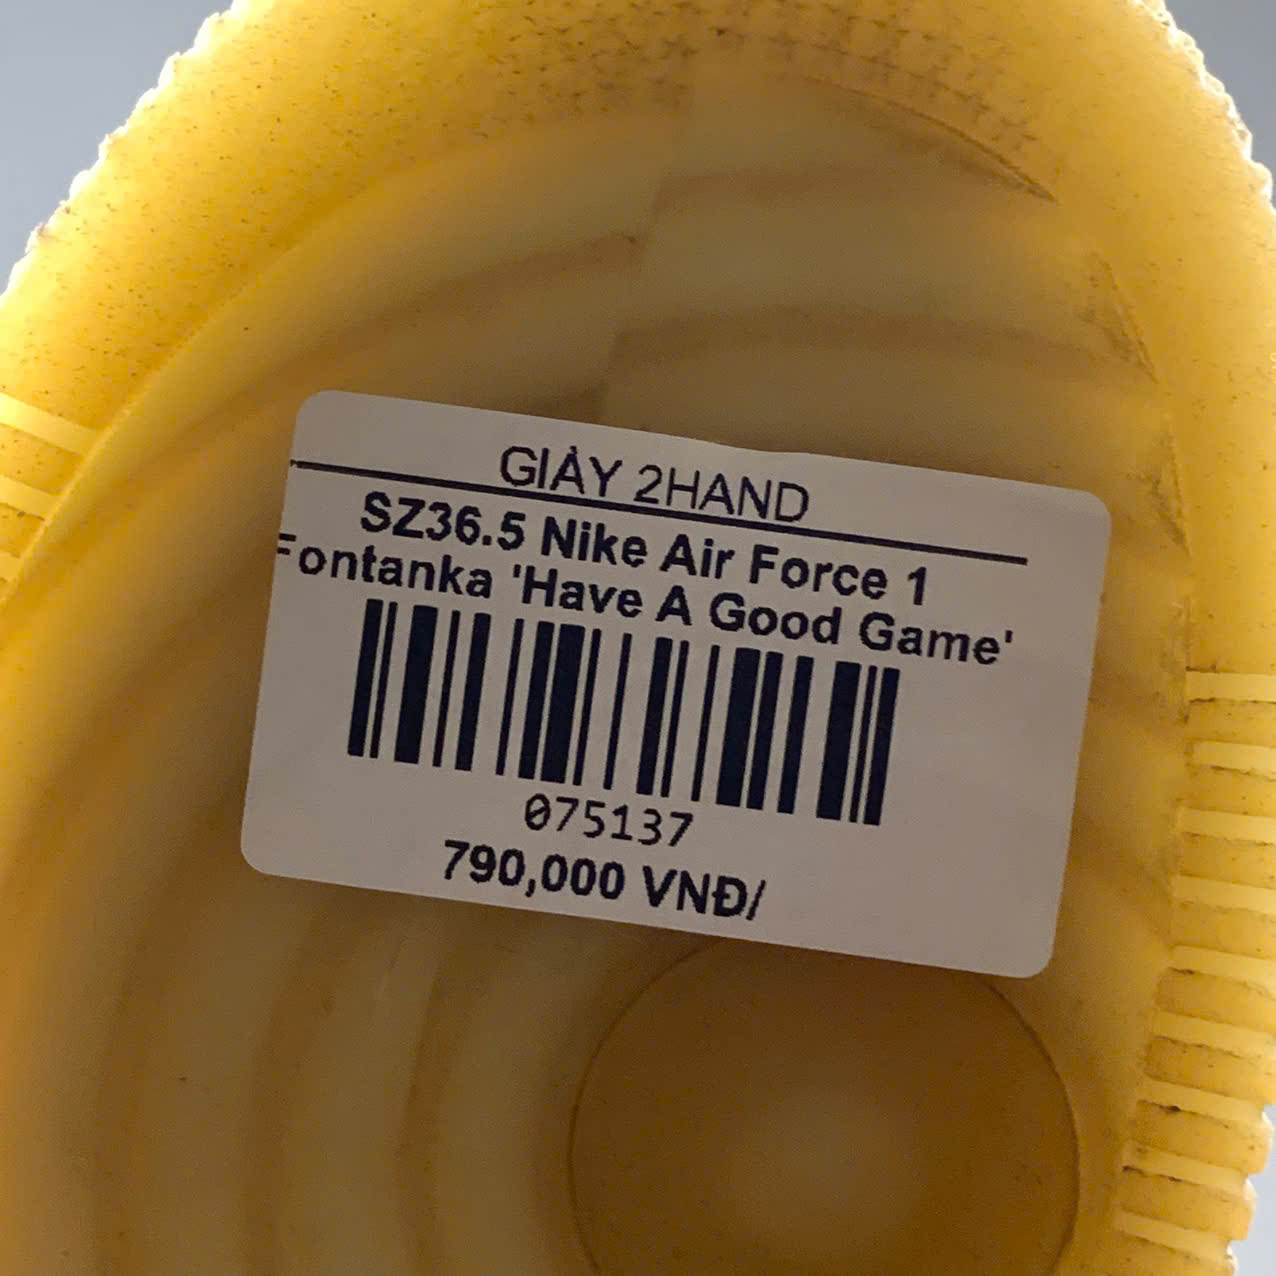 GIÀY 2HAND
SZ36.5 Nike Air Force 1
Fontanka 'Have A Good Game'
075137
790,000 VNĐ/